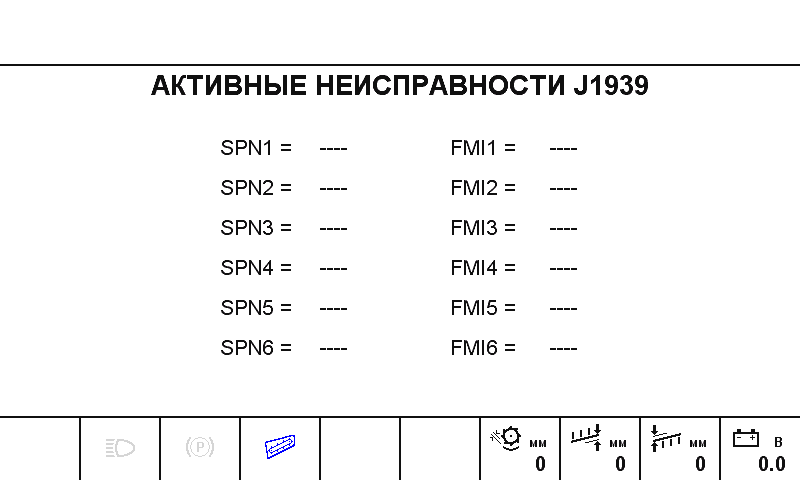 АКТИВНЫЕ НЕИСПРАВНОСТИ J1939
SPN1 = ---- FMI1 = ----
SPN2 = ---- FMI2 = ----
SPN3 = ---- FMI3 = ----
SPN4 = ---- FMI4 = ----
SPN5 = ---- FMI5 = ----
SPN6 = ---- FMI6 = ----
(P) мм мм мм В
0 0 0 0.0